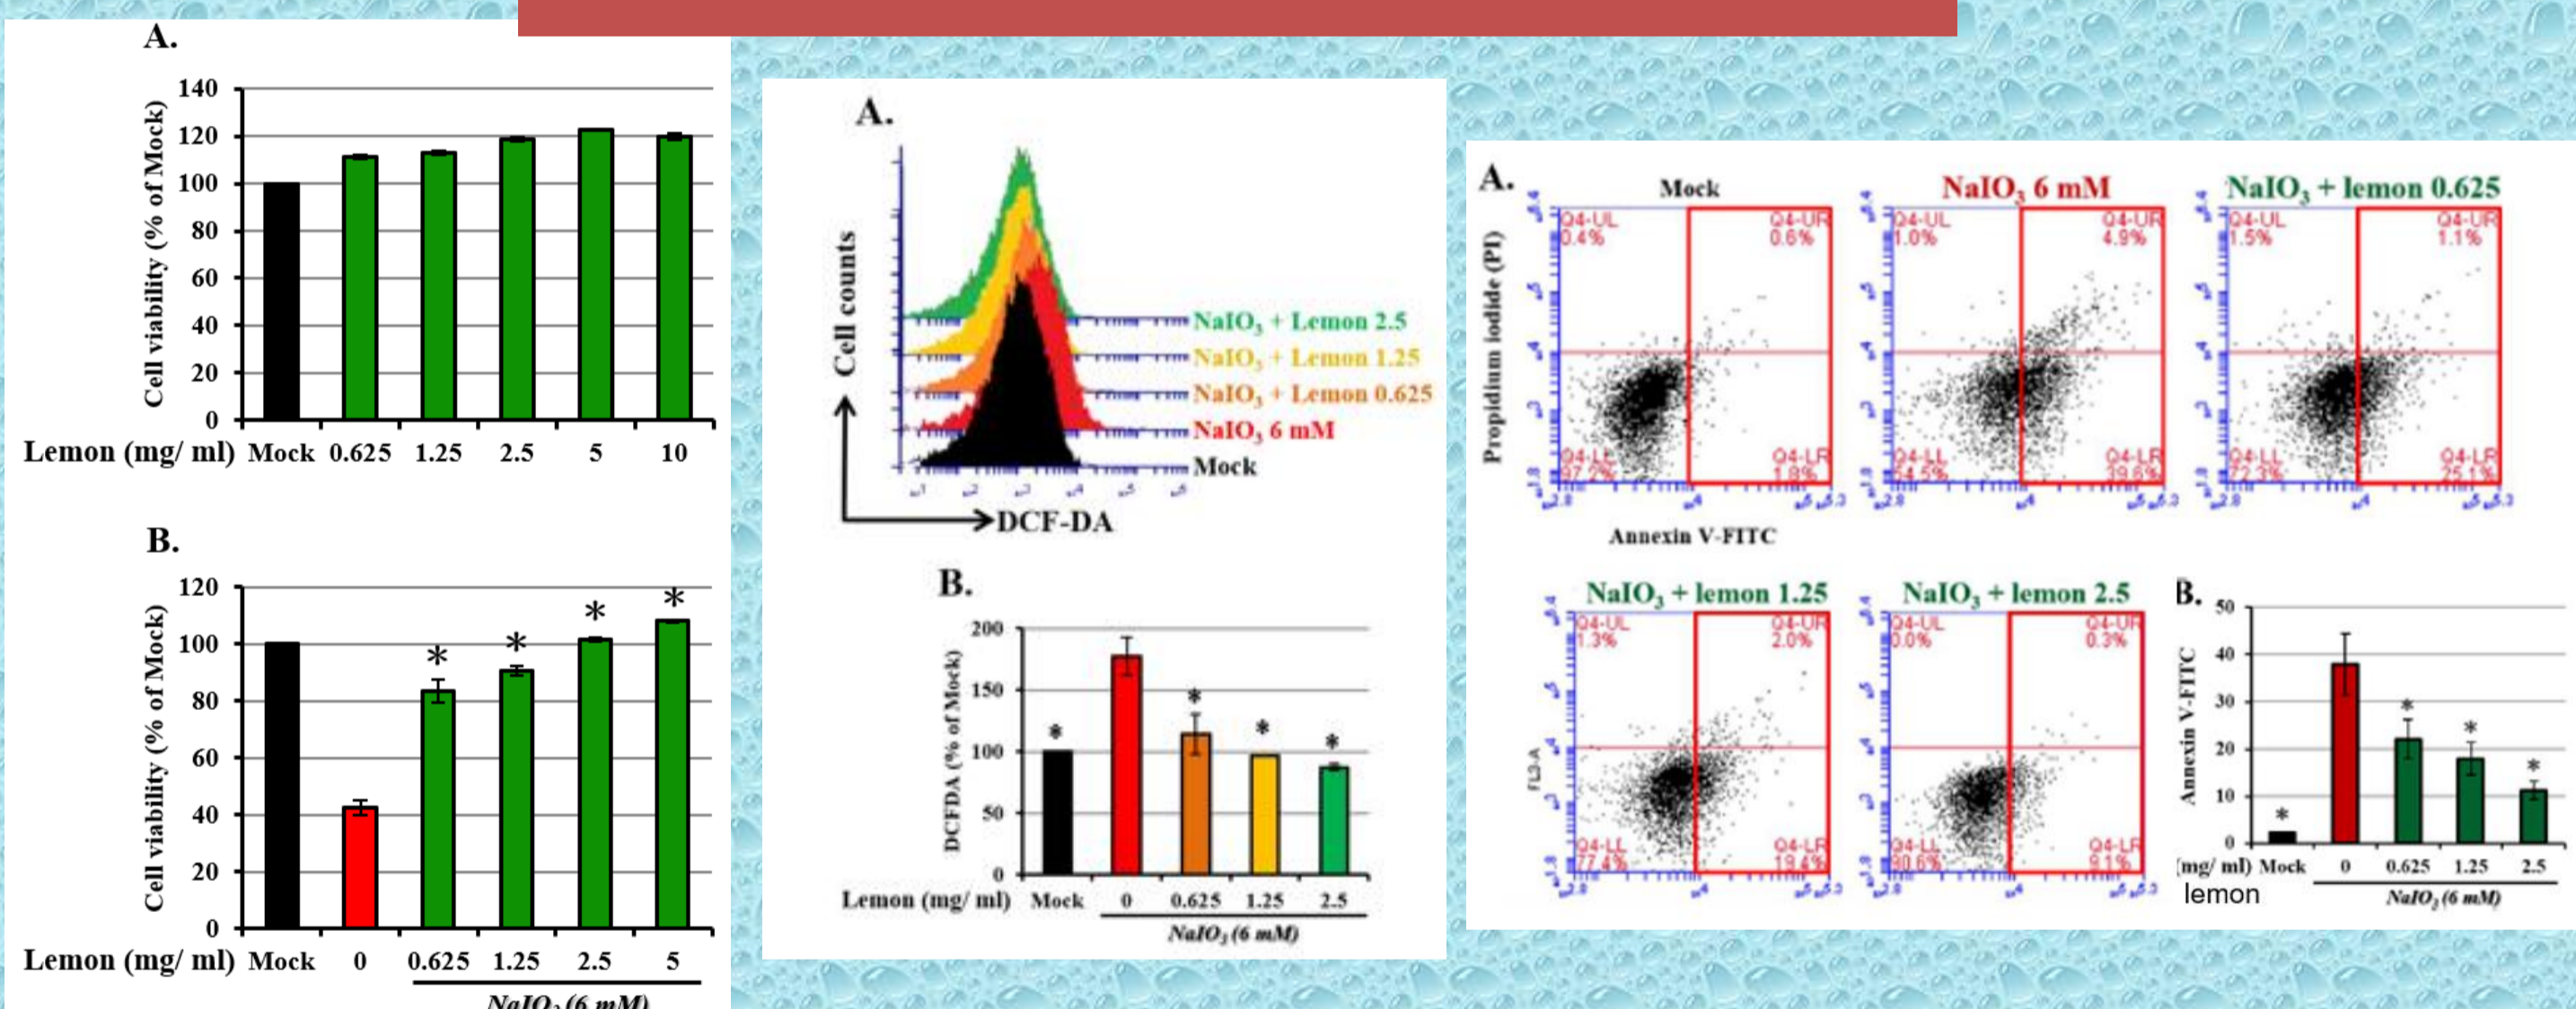 A.
Cell viability (% of Mock)
140
120
100
80
60
40
20
0
Lemon (mg/ ml) Mock 0.625 1.25 2.5 5 10
B.
Cell viability (% of Mock)
120
100
80
60
40
20
0
* * * *
Lemon (mg/ ml) Mock 0 0.625 1.25 2.5 5
NaIO3 (6 mM)
A.
Cell counts
NaIO3 + Lemon 2.5
NaIO3 + Lemon 1.25
NaIO3 + Lemon 0.625
NaIO3 6 mM
Mock
DCF-DA
B.
DCFDA (% of Mock)
200
150
100
50
0
* * * *
Lemon (mg/ ml) Mock 0 0.625 1.25 2.5
NaIO3 (6 mM)
A.
Mock
Propidium iodide (PI)
Q4-UL Q4-UR
0.4% 0.6%
Q4-LL Q4-LR
97.2% 1.8%
Annexin V-FITC
NaIO3 6 mM
Q4-UL Q4-UR
1.0% 4.9%
Q4-LL Q4-LR
54.5% 39.6%
NaIO3 + lemon 0.625
Q4-UL Q4-UR
1.5% 1.1%
Q4-LL Q4-LR
72.3% 25.1%
NaIO3 + lemon 1.25
Q4-UL Q4-UR
1.3% 2.0%
FL3-A
Q4-LL Q4-LR
77.4% 19.4%
NaIO3 + lemon 2.5
Q4-UL Q4-UR
0.0% 0.3%
Q4-LL Q4-LR
90.6% 9.1%
B.
Annexin V-FITC
50
40
30
20
10
0
* * * *
(mg/ ml) Mock 0 0.625 1.25 2.5
lemon
NaIO3 (6 mM)